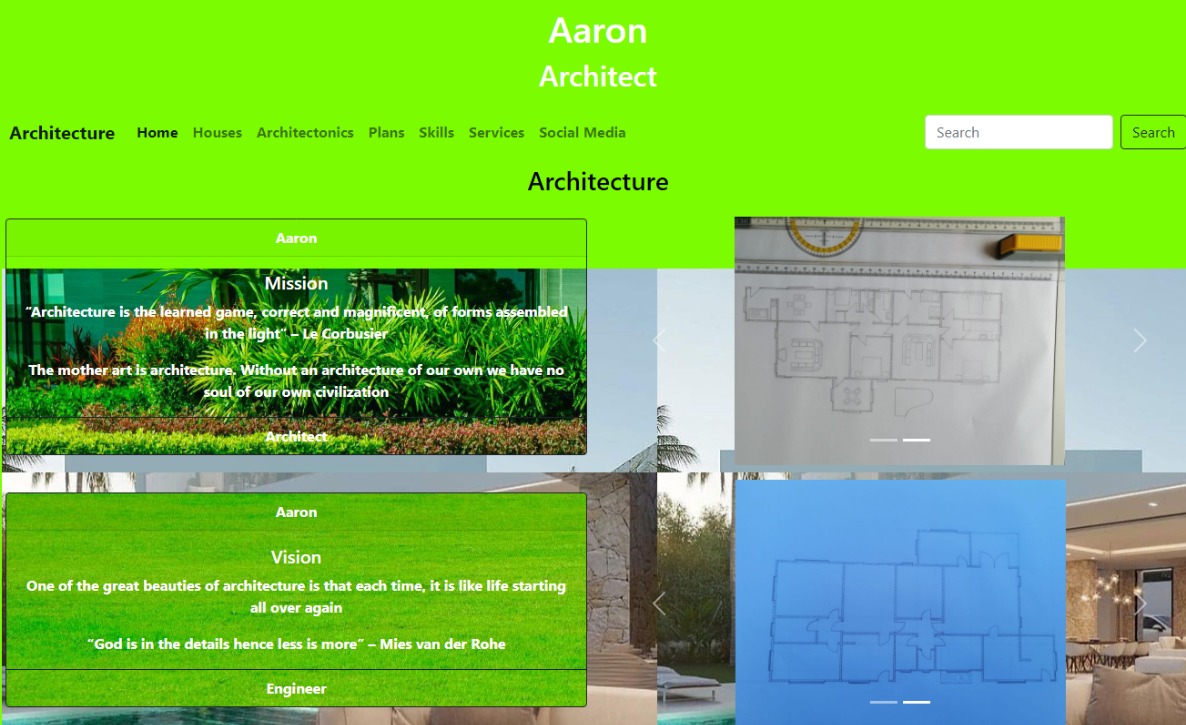 Aaron
Architect
Architecture Home Houses Architectonics Plans Skills Services Social Media Search Search
Architecture
Aaron
Mission
“Architecture is the learned game, correct and magnificent, of forms assembled
in the light” – Le Corbusier
The mother art is architecture. Without an architecture of our own we have no
soul of our own civilization
Architect
Aaron
Vision
One of the great beauties of architecture is that each time, it is like life starting
all over again
“God is in the details hence less is more” – Mies van der Rohe
Engineer